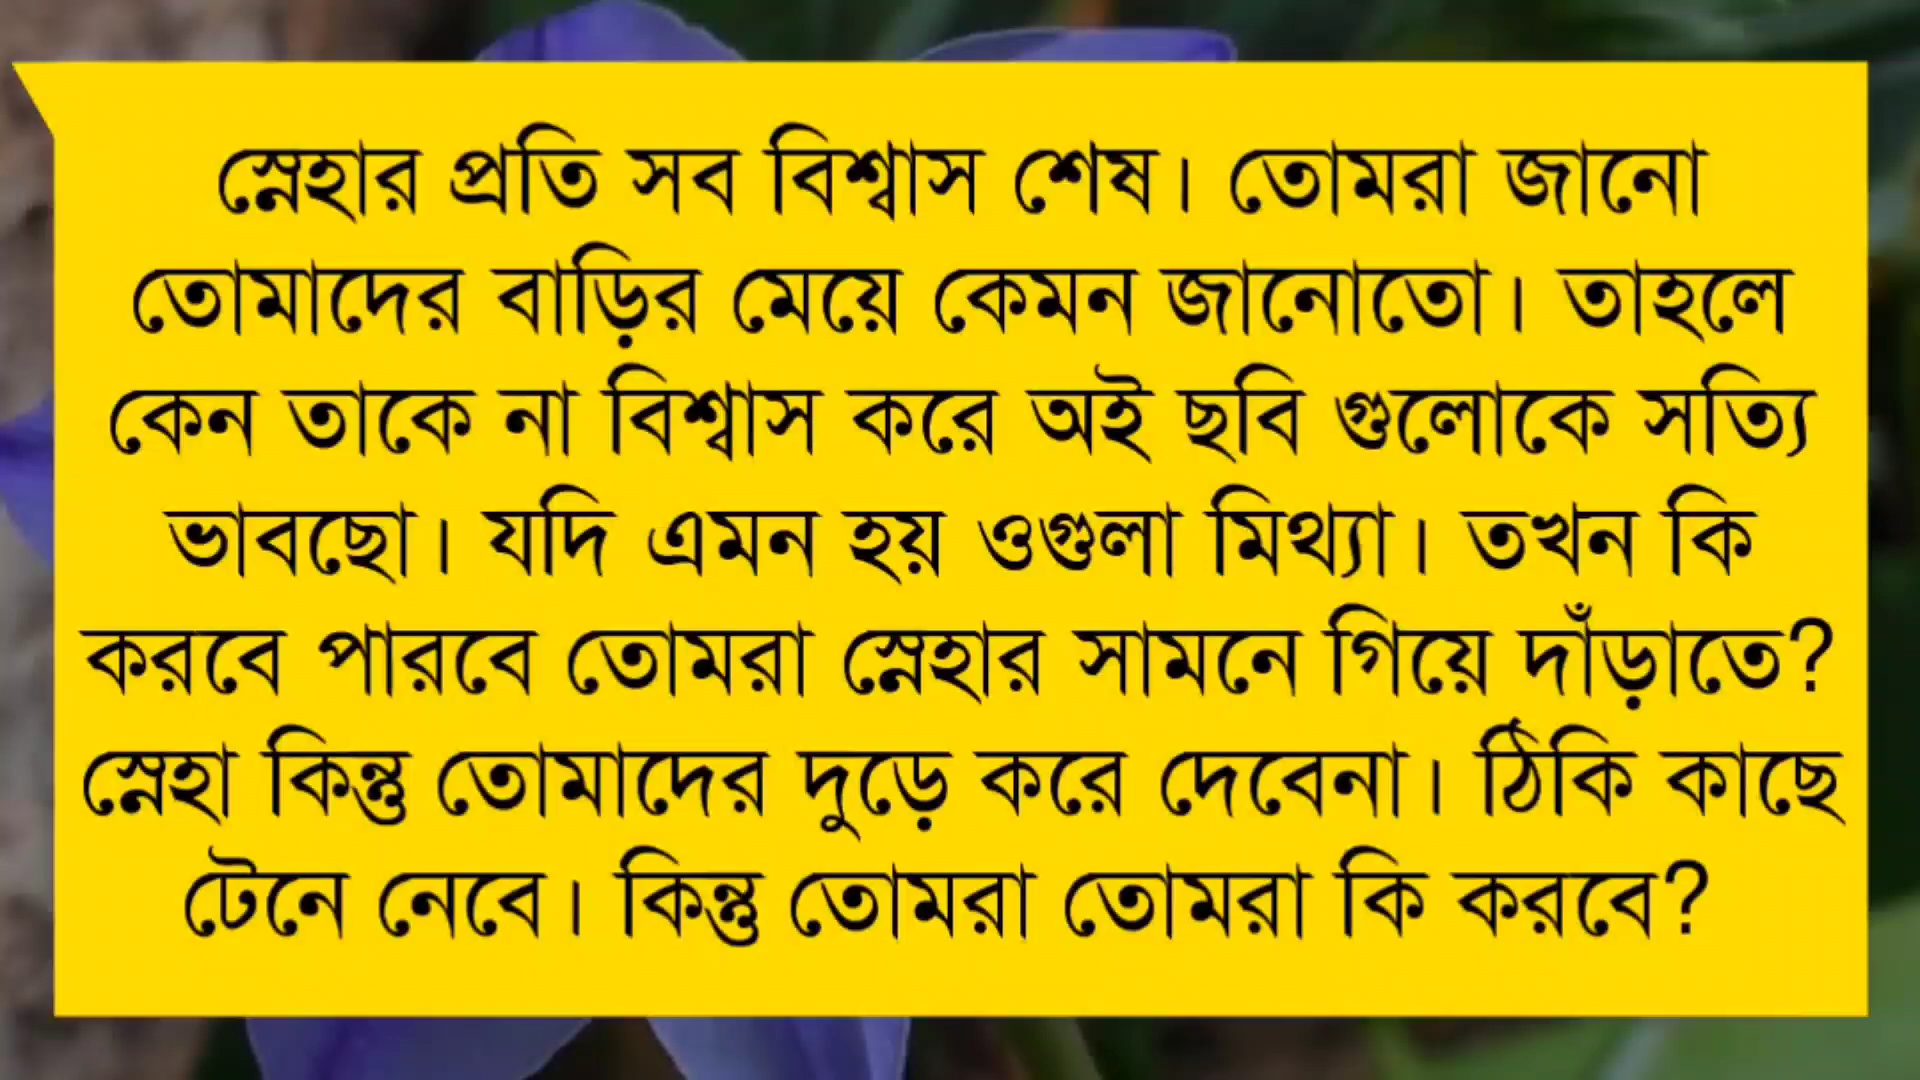 স্নেহার প্রতি সব বিশ্বাস শেষ। তোমরা জানো
তোমাদের বাড়ির মেয়ে কেমন জানোতো। তাহলে
কেন তাকে না বিশ্বাস করে অই ছবি গুলোকে সত্যি
ভাবছো। যদি এমন হয় ওগুলা মিথ্যা। তখন কি
করবে পারবে তোমরা স্নেহার সামনে গিয়ে দাঁড়াতে?
স্নেহা কিন্তু তোমাদের দুড়ে করে দেবেনা। ঠিকি কাছে
টেনে নেবে। কিন্তু তোমরা তোমরা কি করবে?